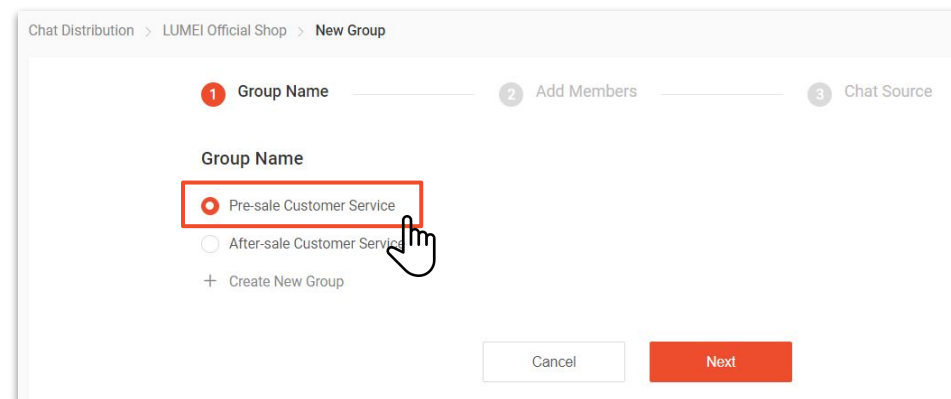 Chat Distribution > LUMEI Official Shop > New Group
1 Group Name 2 Add Members 3 Chat Source
Group Name
Pre-sale Customer Service
After-sale Customer Service
+ Create New Group
Cancel Next